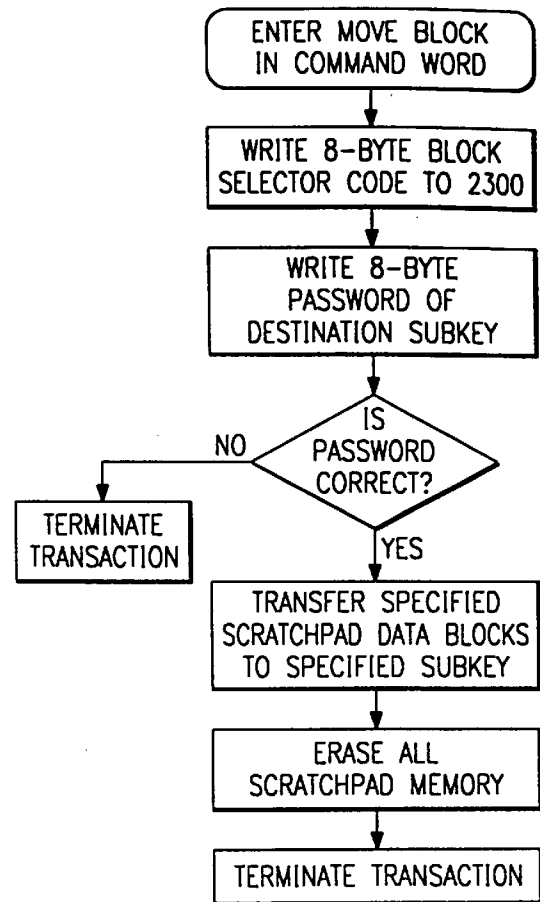 ENTER MOVE BLOCK
IN COMMAND WORD
WRITE 8-BYTE BLOCK
SELECTOR CODE TO 2300
WRITE 8-BYTE
PASSWORD OF
DESTINATION SUBKEY
IS
PASSWORD
CORRECT?
NO
TERMINATE
TRANSACTION
YES
TRANSFER SPECIFIED
SCRATCHPAD DATA BLOCKS
TO SPECIFIED SUBKEY
ERASE ALL
SCRATCHPAD MEMORY
TERMINATE TRANSACTION